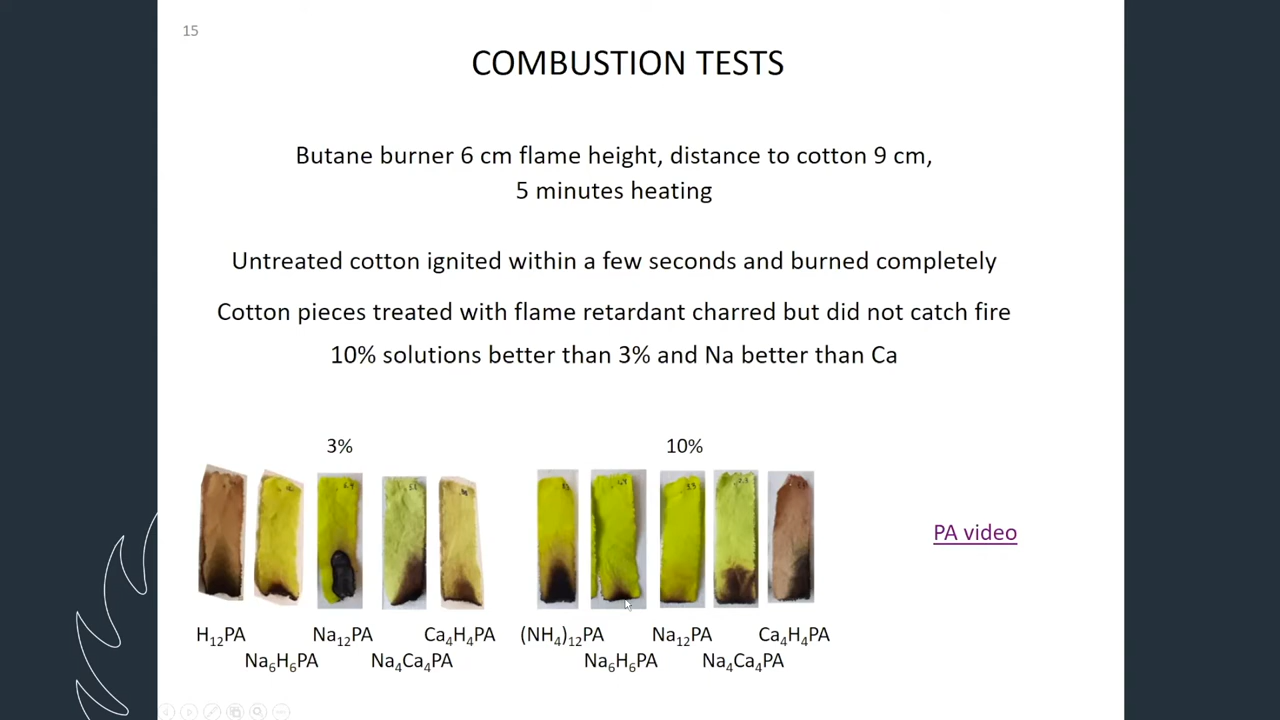 15
COMBUSTION TESTS
Butane burner 6 cm flame height, distance to cotton 9 cm,
5 minutes heating
Untreated cotton ignited within a few seconds and burned completely
Cotton pieces treated with flame retardant charred but did not catch fire
10% solutions better than 3% and Na better than Ca
3%
10%
PA video
H₁₂PA
Na₆H₆PA
Na₁₂PA
Na₄Ca₄PA
Ca₄H₄PA
(NH₄)₁₂PA
Na₆H₆PA
Na₁₂PA
Na₄Ca₄PA
Ca₄H₄PA